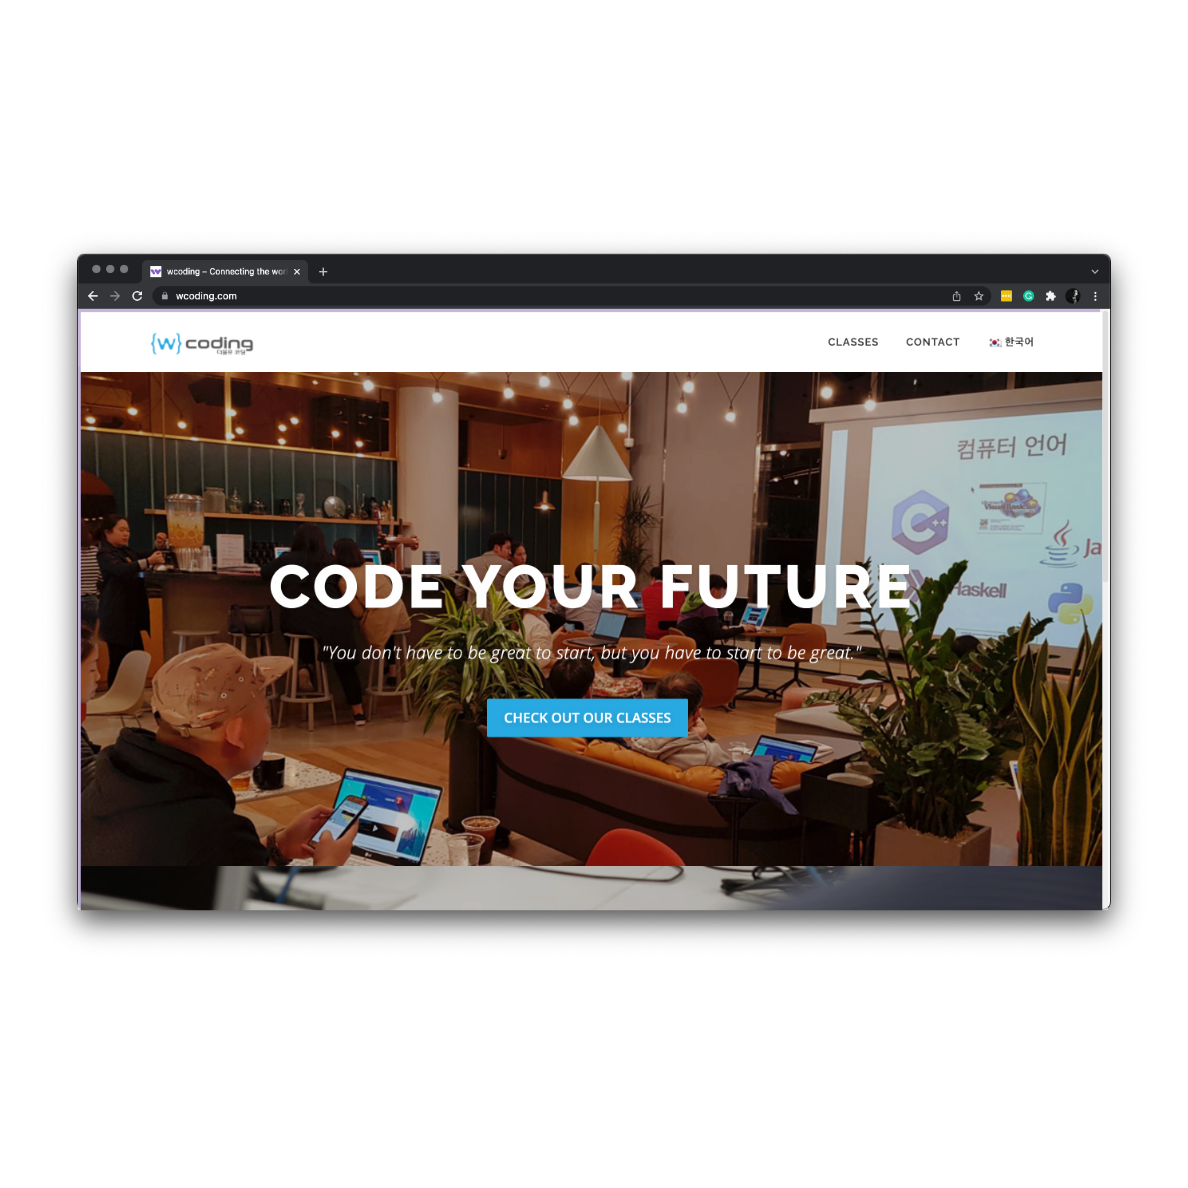 wcoding – Connecting the wor
wcoding.com
{w} coding
더블유 코딩
CLASSES
CONTACT
한국어
컴퓨터 언어
C++
Ja
Haskell
CODE YOUR FUTURE
"You don't have to be great to start, but you have to start to be great."
CHECK OUT OUR CLASSES